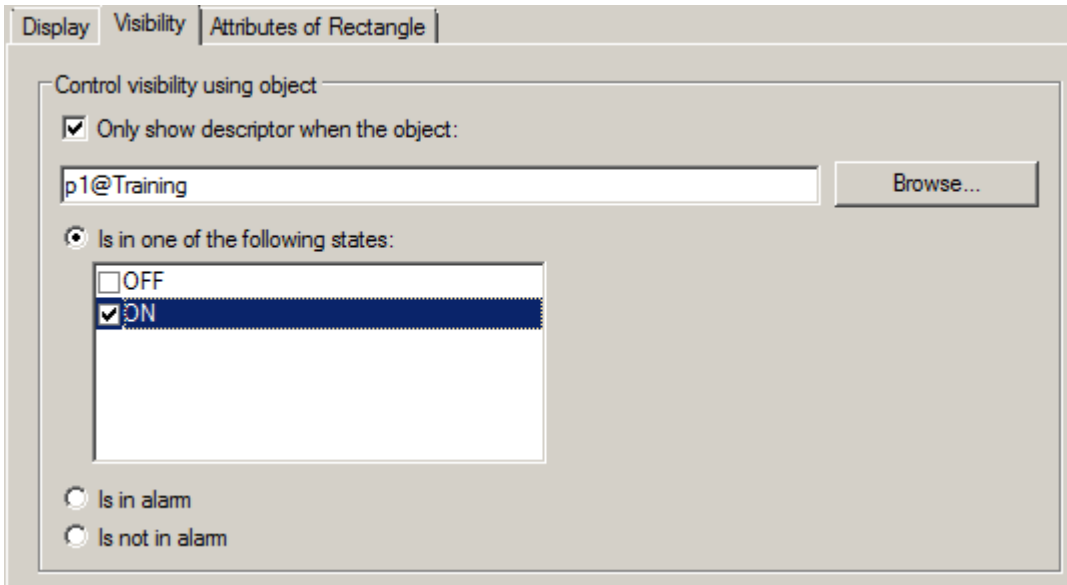 Display Visibility Attributes of Rectangle
Control visibility using object
Only show descriptor when the object:
p1@Training Browse...
Is in one of the following states:
OFF
ON
Is in alarm
Is not in alarm